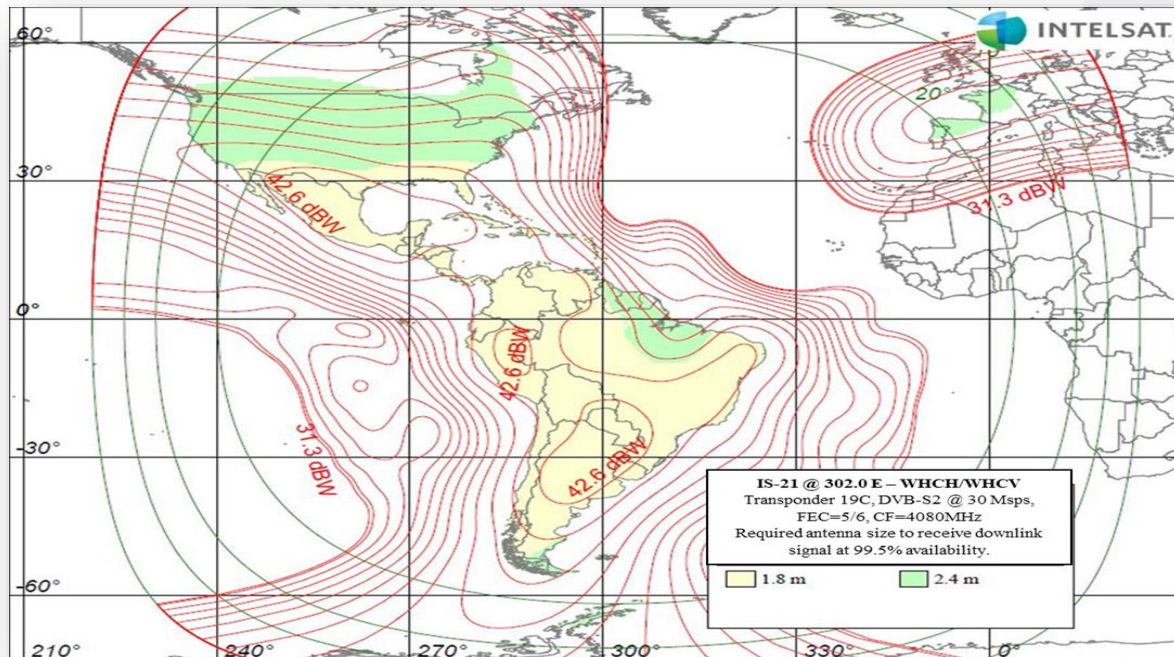 INTELSAT
60°
10°
20°
30°
31.3 dBW
42.6 dBW
0°
42.6 dBW
31.3 dBW
-30°
42.6 dBW
IS-21 @ 302.0 E – WHCH/WHCV
Transponder 19C, DVB-S2 @ 30 Msps,
FEC=5/6, CF=4080MHz
Required antenna size to receive downlink
signal at 99.5% availability.
1.8 m 2.4 m
-60°
210° 240° 270° 300° 330° 0°